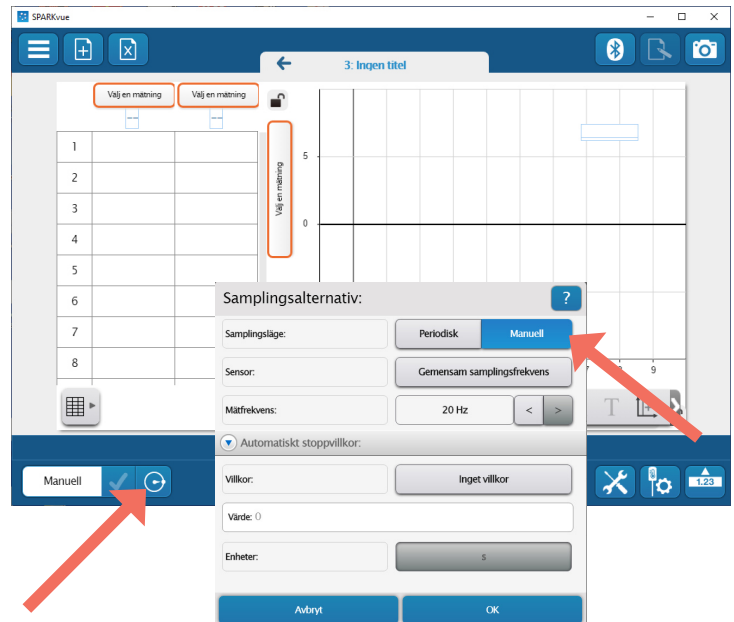 SPARKvue
3: Ingen titel
Välj en mätning
Välj en mätning
--
--
Välj en mätning
5
0
1
2
3
4
5
6
7
8
9
T
Samplingsalternativ:
?
Samplingsläge:
Periodisk
Manuell
Sensor:
Gemensam samplingsfrekvens
Mätfrekvens:
20 Hz
<
>
Automatiskt stoppvillkor:
Villkor:
Inget villkor
Värde: 0
Enheter:
s
Avbryt
OK
Manuell
1.23